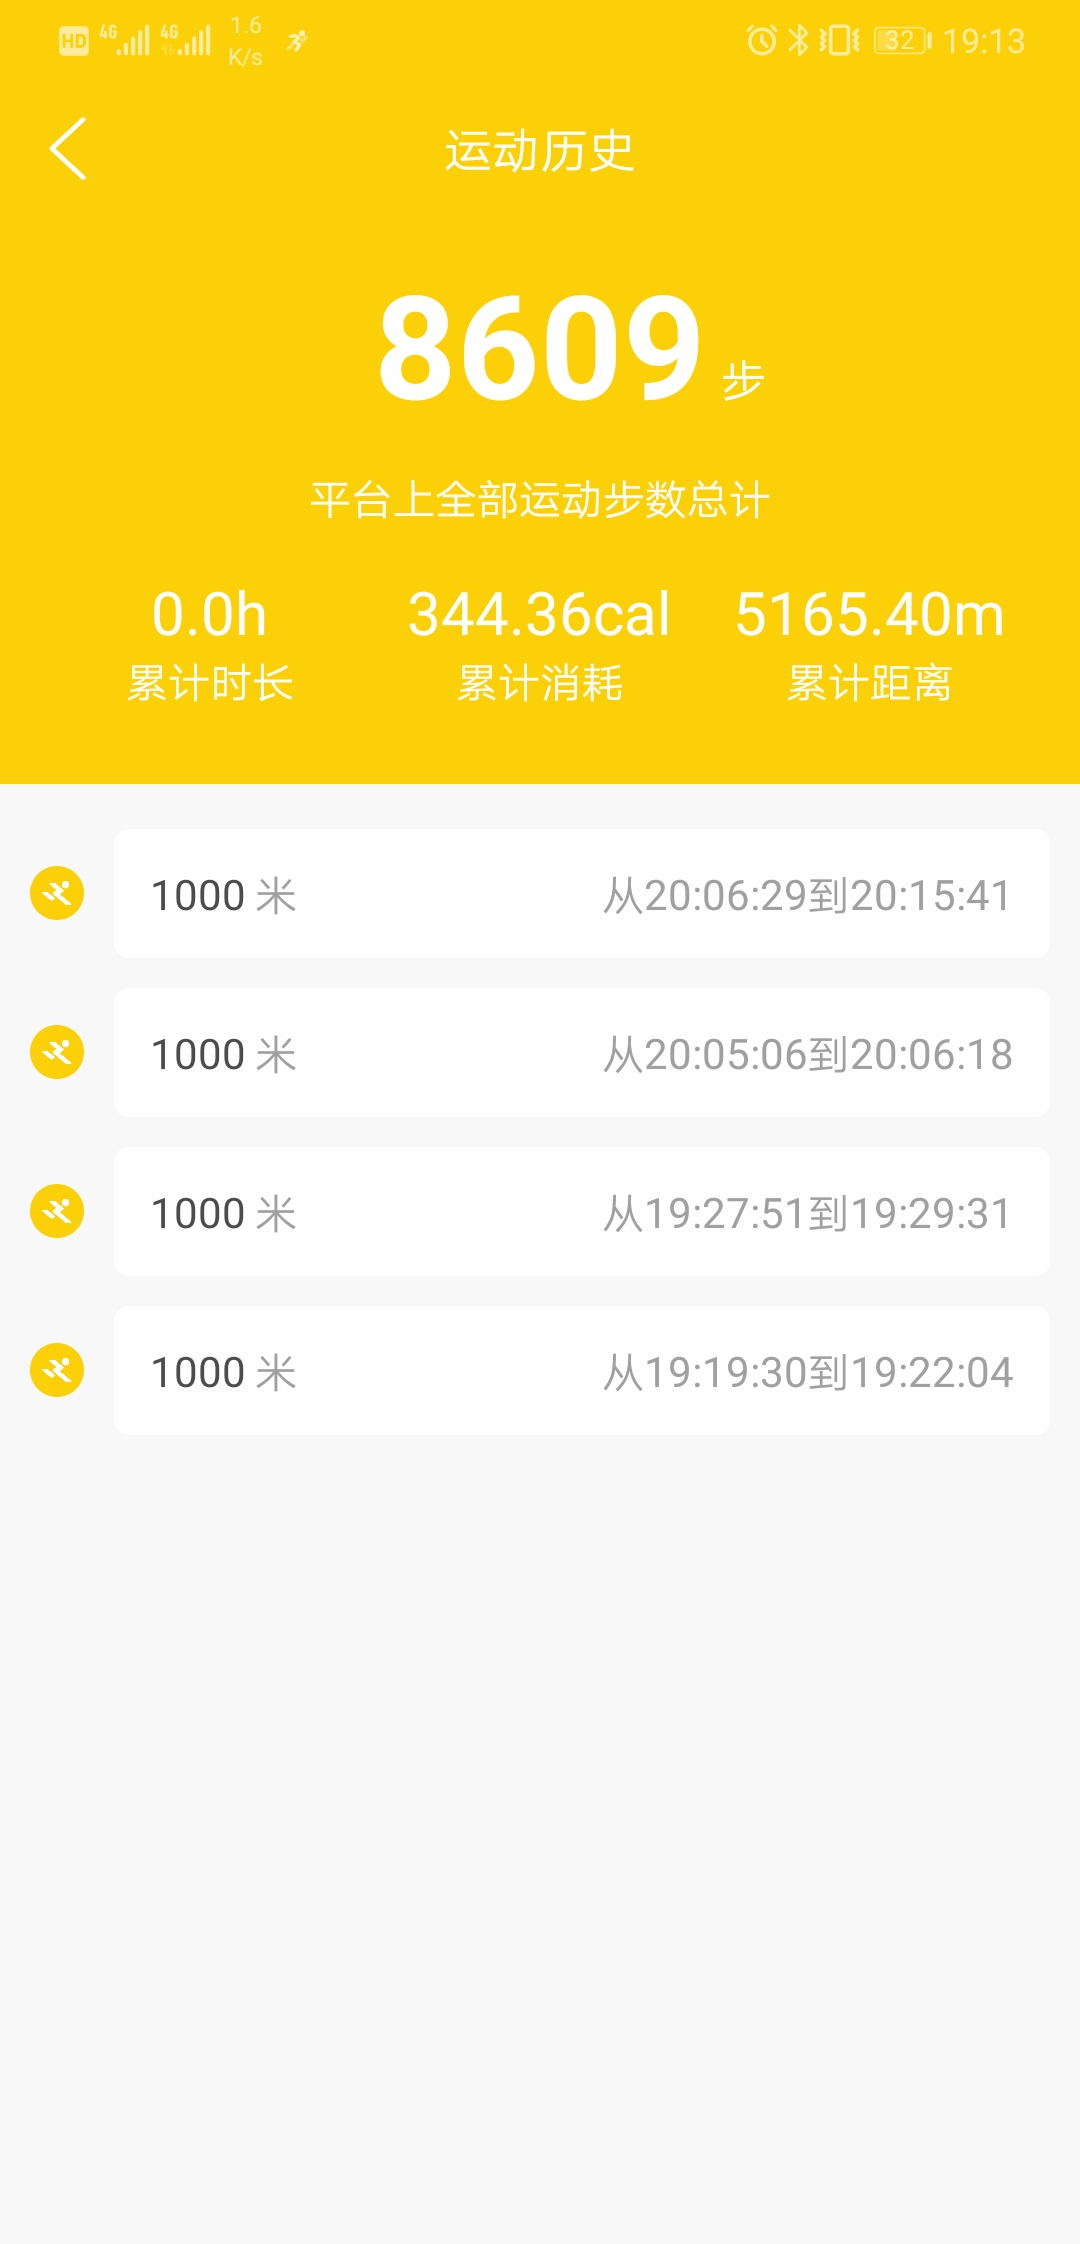 HD 4G 4G 1.6 K/s 32 19:13
运动历史
8609 步
平台上全部运动步数总计
0.0h 344.36cal 5165.40m
累计时长 累计消耗 累计距离
1000 米 从20:06:29到20:15:41
1000 米 从20:05:06到20:06:18
1000 米 从19:27:51到19:29:31
1000 米 从19:19:30到19:22:04